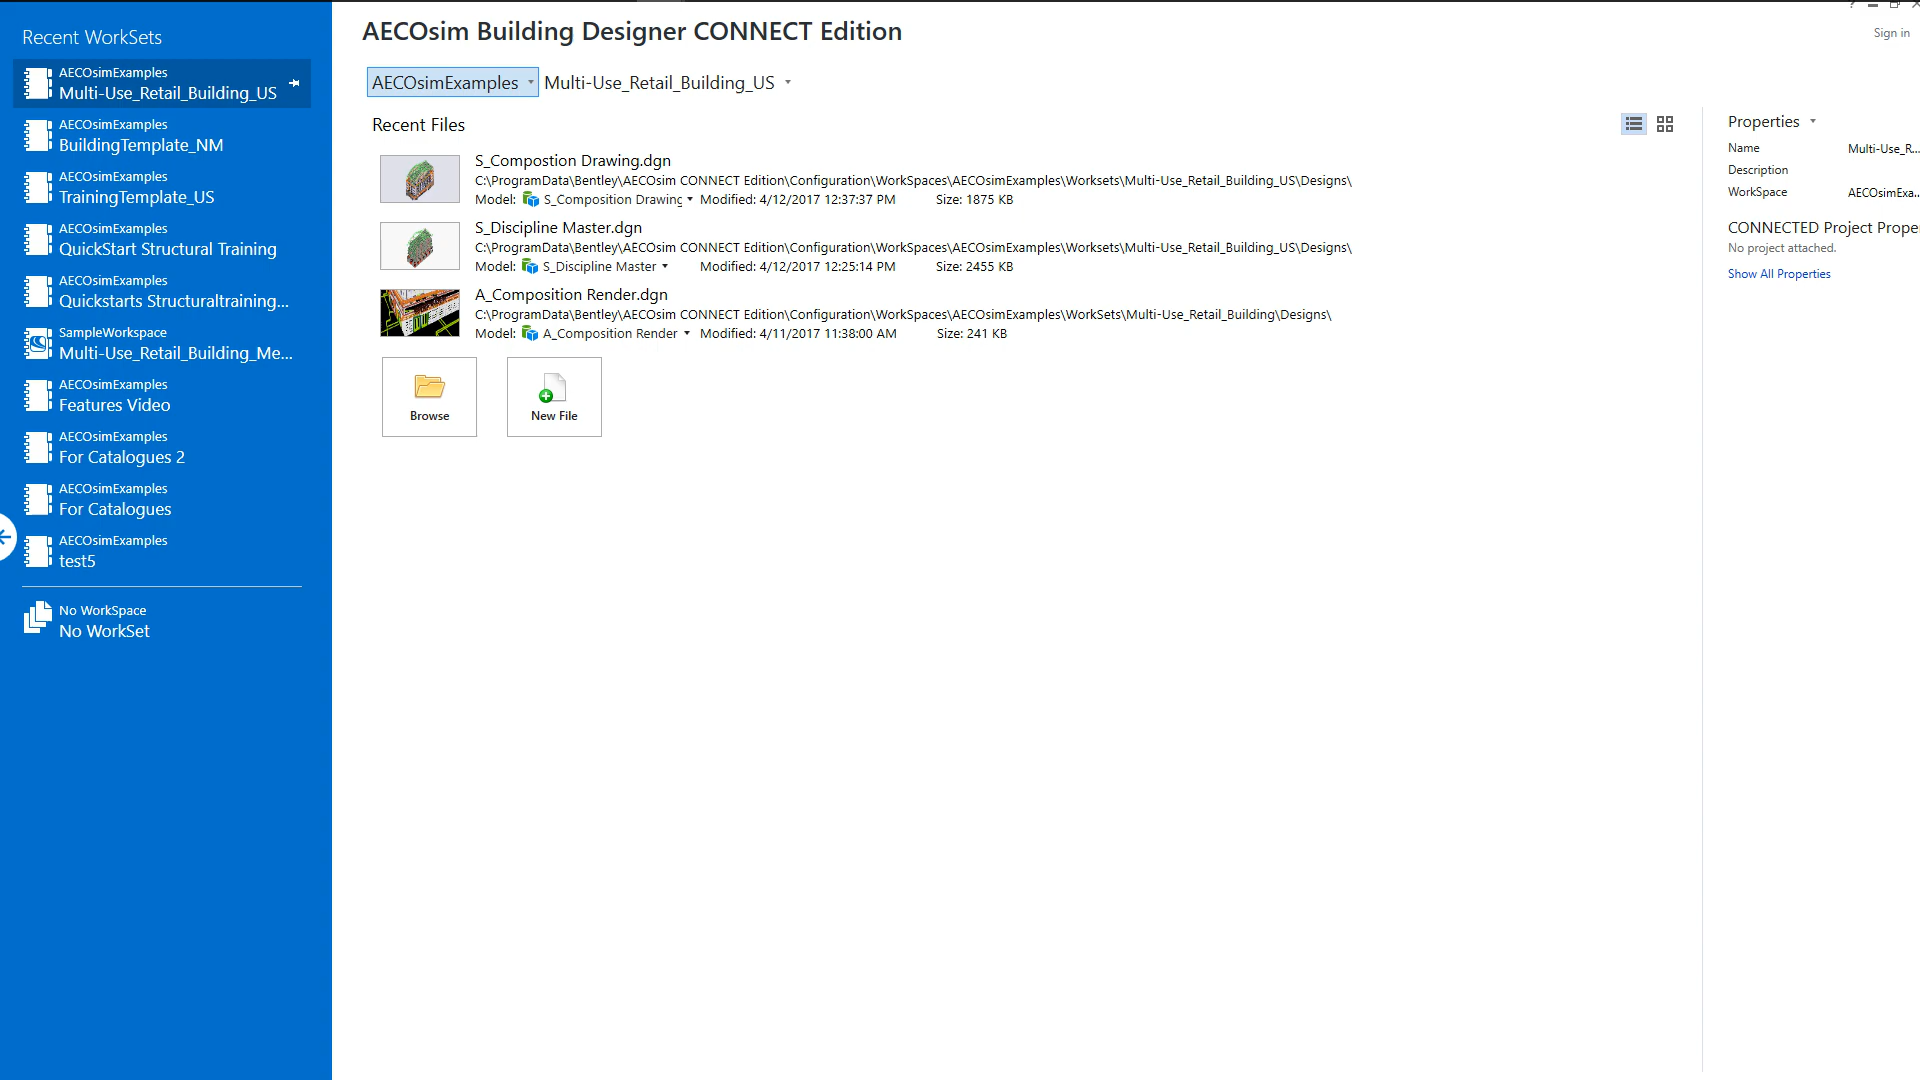 Recent WorkSets
AECOsimExamples
Multi-Use_Retail_Building_US
AECOsimExamples
BuildingTemplate_NM
AECOsimExamples
TrainingTemplate_US
AECOsimExamples
QuickStart Structural Training
AECOsimExamples
Quickstarts Structuraltraining...
SampleWorkspace
Multi-Use_Retail_Building_Me...
AECOsimExamples
Features Video
AECOsimExamples
For Catalogues 2
AECOsimExamples
For Catalogues
AECOsimExamples
test5
No WorkSpace
No WorkSet
AECOsim Building Designer CONNECT Edition
Sign in
AECOsimExamples Multi-Use_Retail_Building_US
Recent Files
S_Compostion Drawing.dgn
C:\ProgramData\Bentley\AECOsim CONNECT Edition\Configuration\WorkSpaces\AECOsimExamples\Worksets\Multi-Use_Retail_Building_US\Designs\
Model: S_Composition Drawing Modified: 4/12/2017 12:37:37 PM Size: 1875 KB
S_Discipline Master.dgn
C:\ProgramData\Bentley\AECOsim CONNECT Edition\Configuration\WorkSpaces\AECOsimExamples\Worksets\Multi-Use_Retail_Building_US\Designs\
Model: S_Discipline Master Modified: 4/12/2017 12:25:14 PM Size: 2455 KB
A_Composition Render.dgn
C:\ProgramData\Bentley\AECOsim CONNECT Edition\Configuration\WorkSpaces\AECOsimExamples\WorkSets\Multi-Use_Retail_Building\Designs\
Model: A_Composition Render Modified: 4/11/2017 11:38:00 AM Size: 241 KB
Browse
New File
Properties
Name Multi-Use_R...
Description
WorkSpace AECOsimExa...
CONNECTED Project Prope
No project attached.
Show All Properties